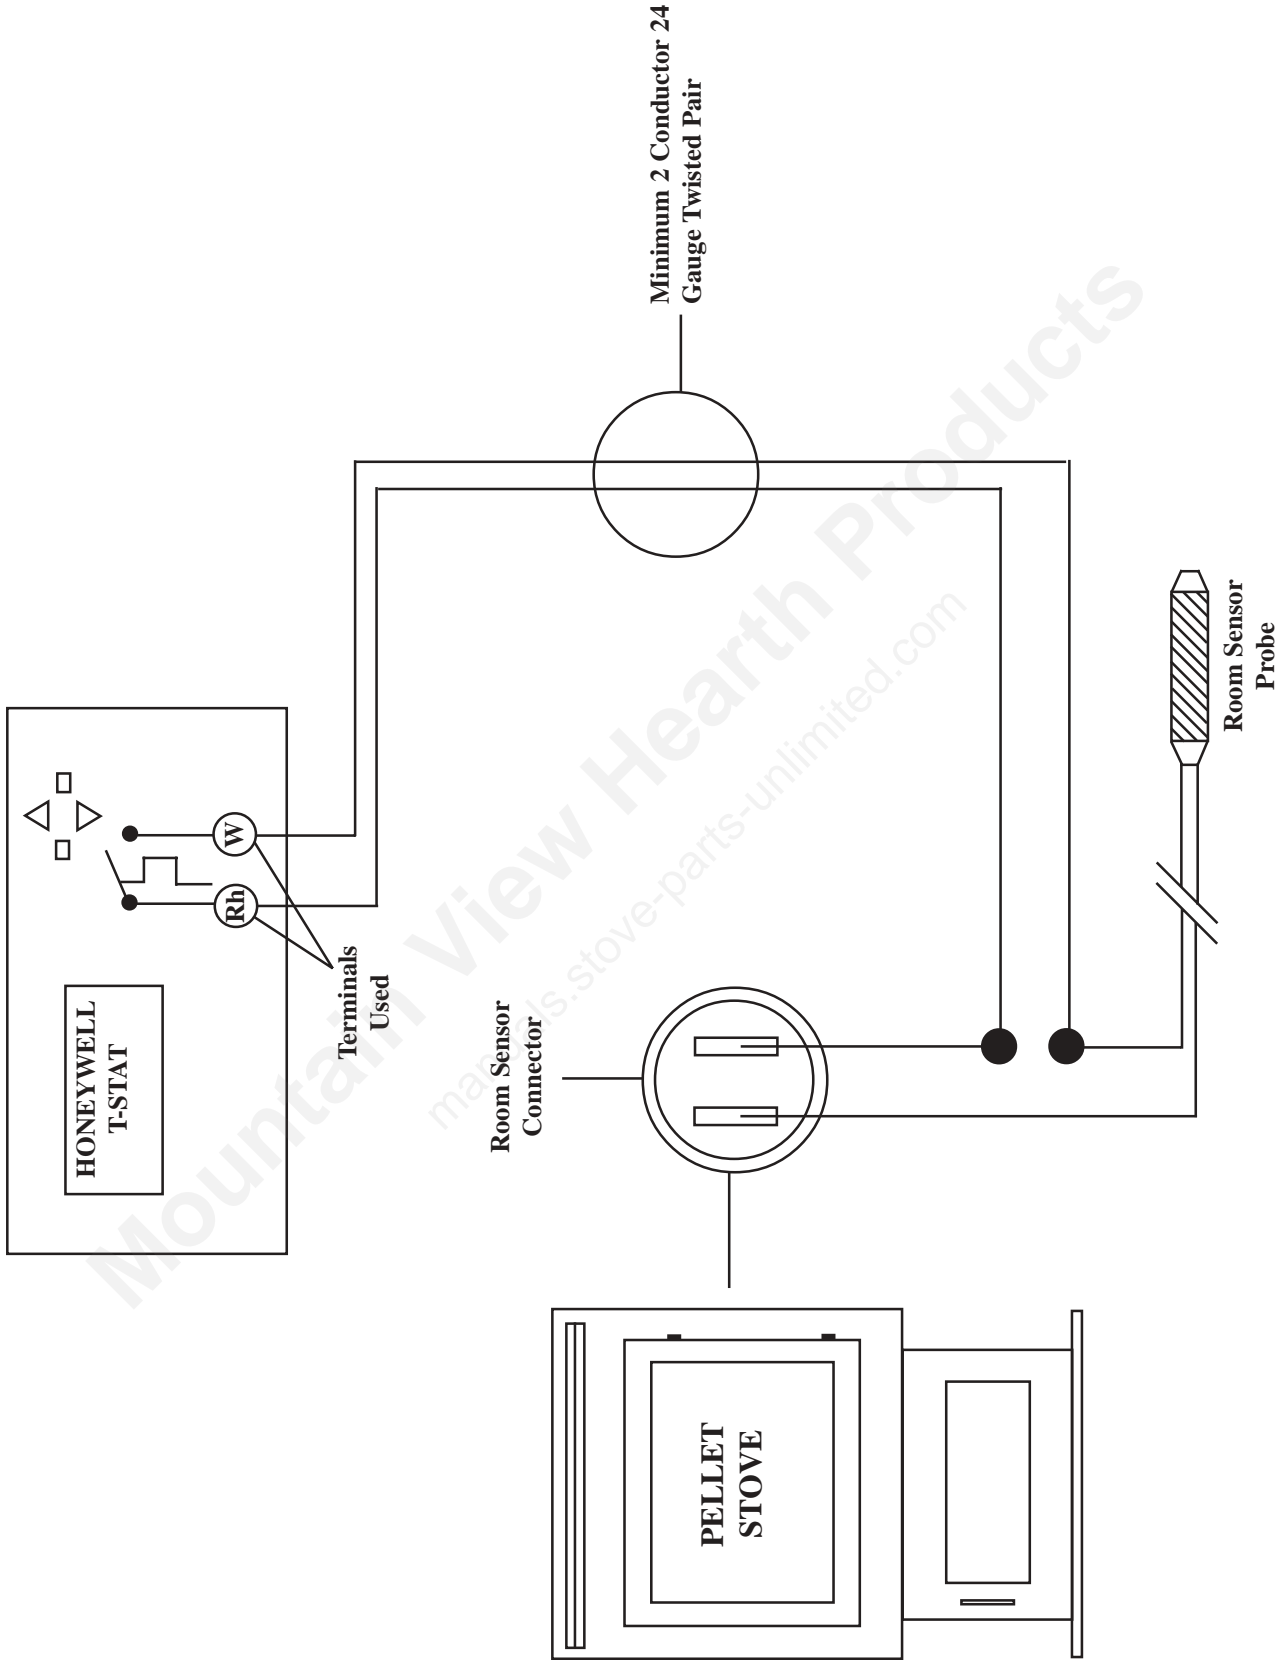 HONEYWELL
T-STAT
W
Rh
Terminals
Used
Minimum 2 Conductor 24
Gauge Twisted Pair
Room Sensor
Connector
Room Sensor
Probe
PELLET
STOVE
Mountain View Hearth Products
manuals.stove-parts-unlimited.com